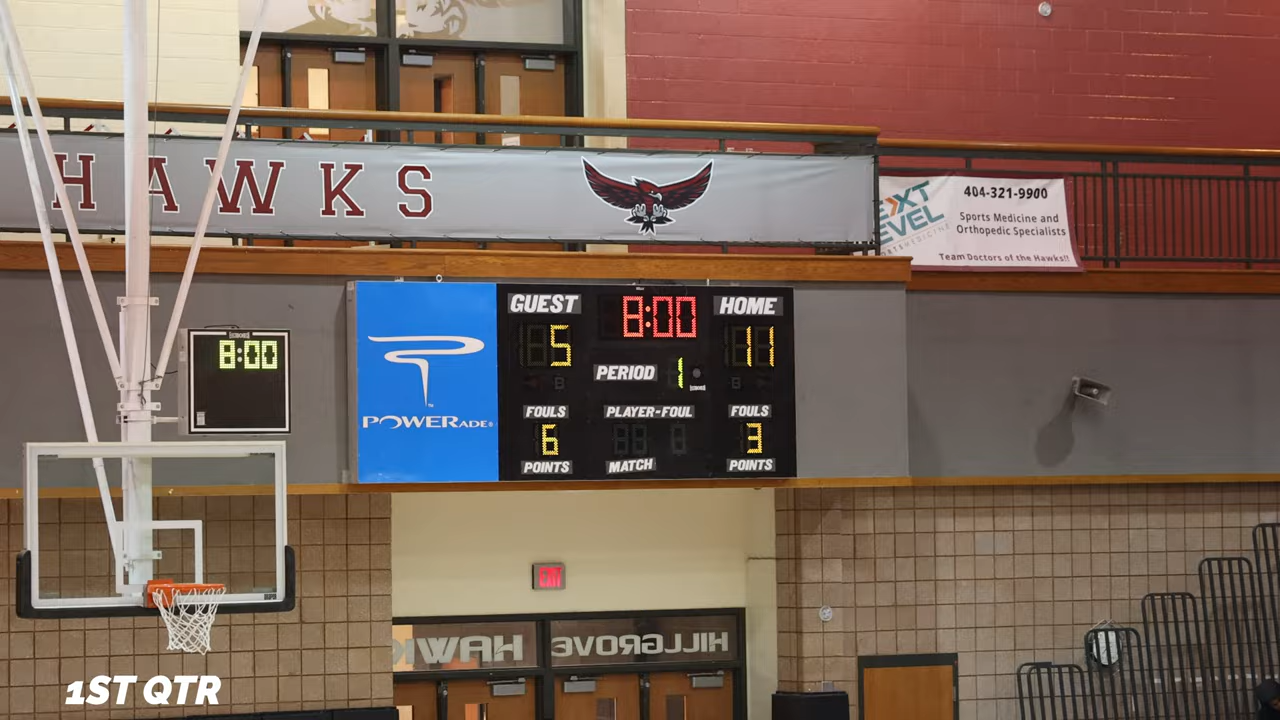 HAWKS
404-321-9900
NEXT
LEVEL
SPORTSMEDICINE
Sports Medicine and
Orthopedic Specialists
Team Doctors of the Hawks!!
GUEST
8:00
HOME
5
11
8:00
PERIOD 1
POWERADE
FOULS
PLAYER-FOUL
FOULS
6
3
POINTS
MATCH
POINTS
EXIT
HAWK
HILLGROVE
1ST QTR